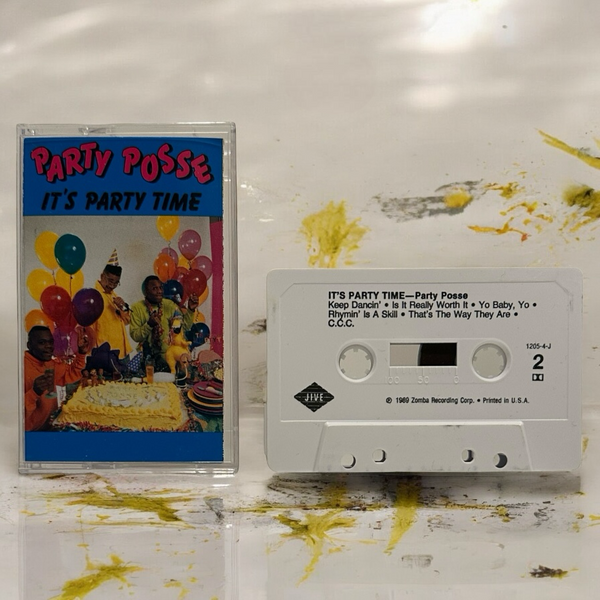 PARTY POSSE
IT'S PARTY TIME
IT'S PARTY TIME—Party Posse
Keep Dancin' • Is It Really Worth It • Yo Baby, Yo •
Rhymin' Is A Skill • That's The Way They Are •
C.C.C.
1205-4-J
2
JIVE
℗ 1989 Zomba Recording Corp. • Printed in U.S.A.